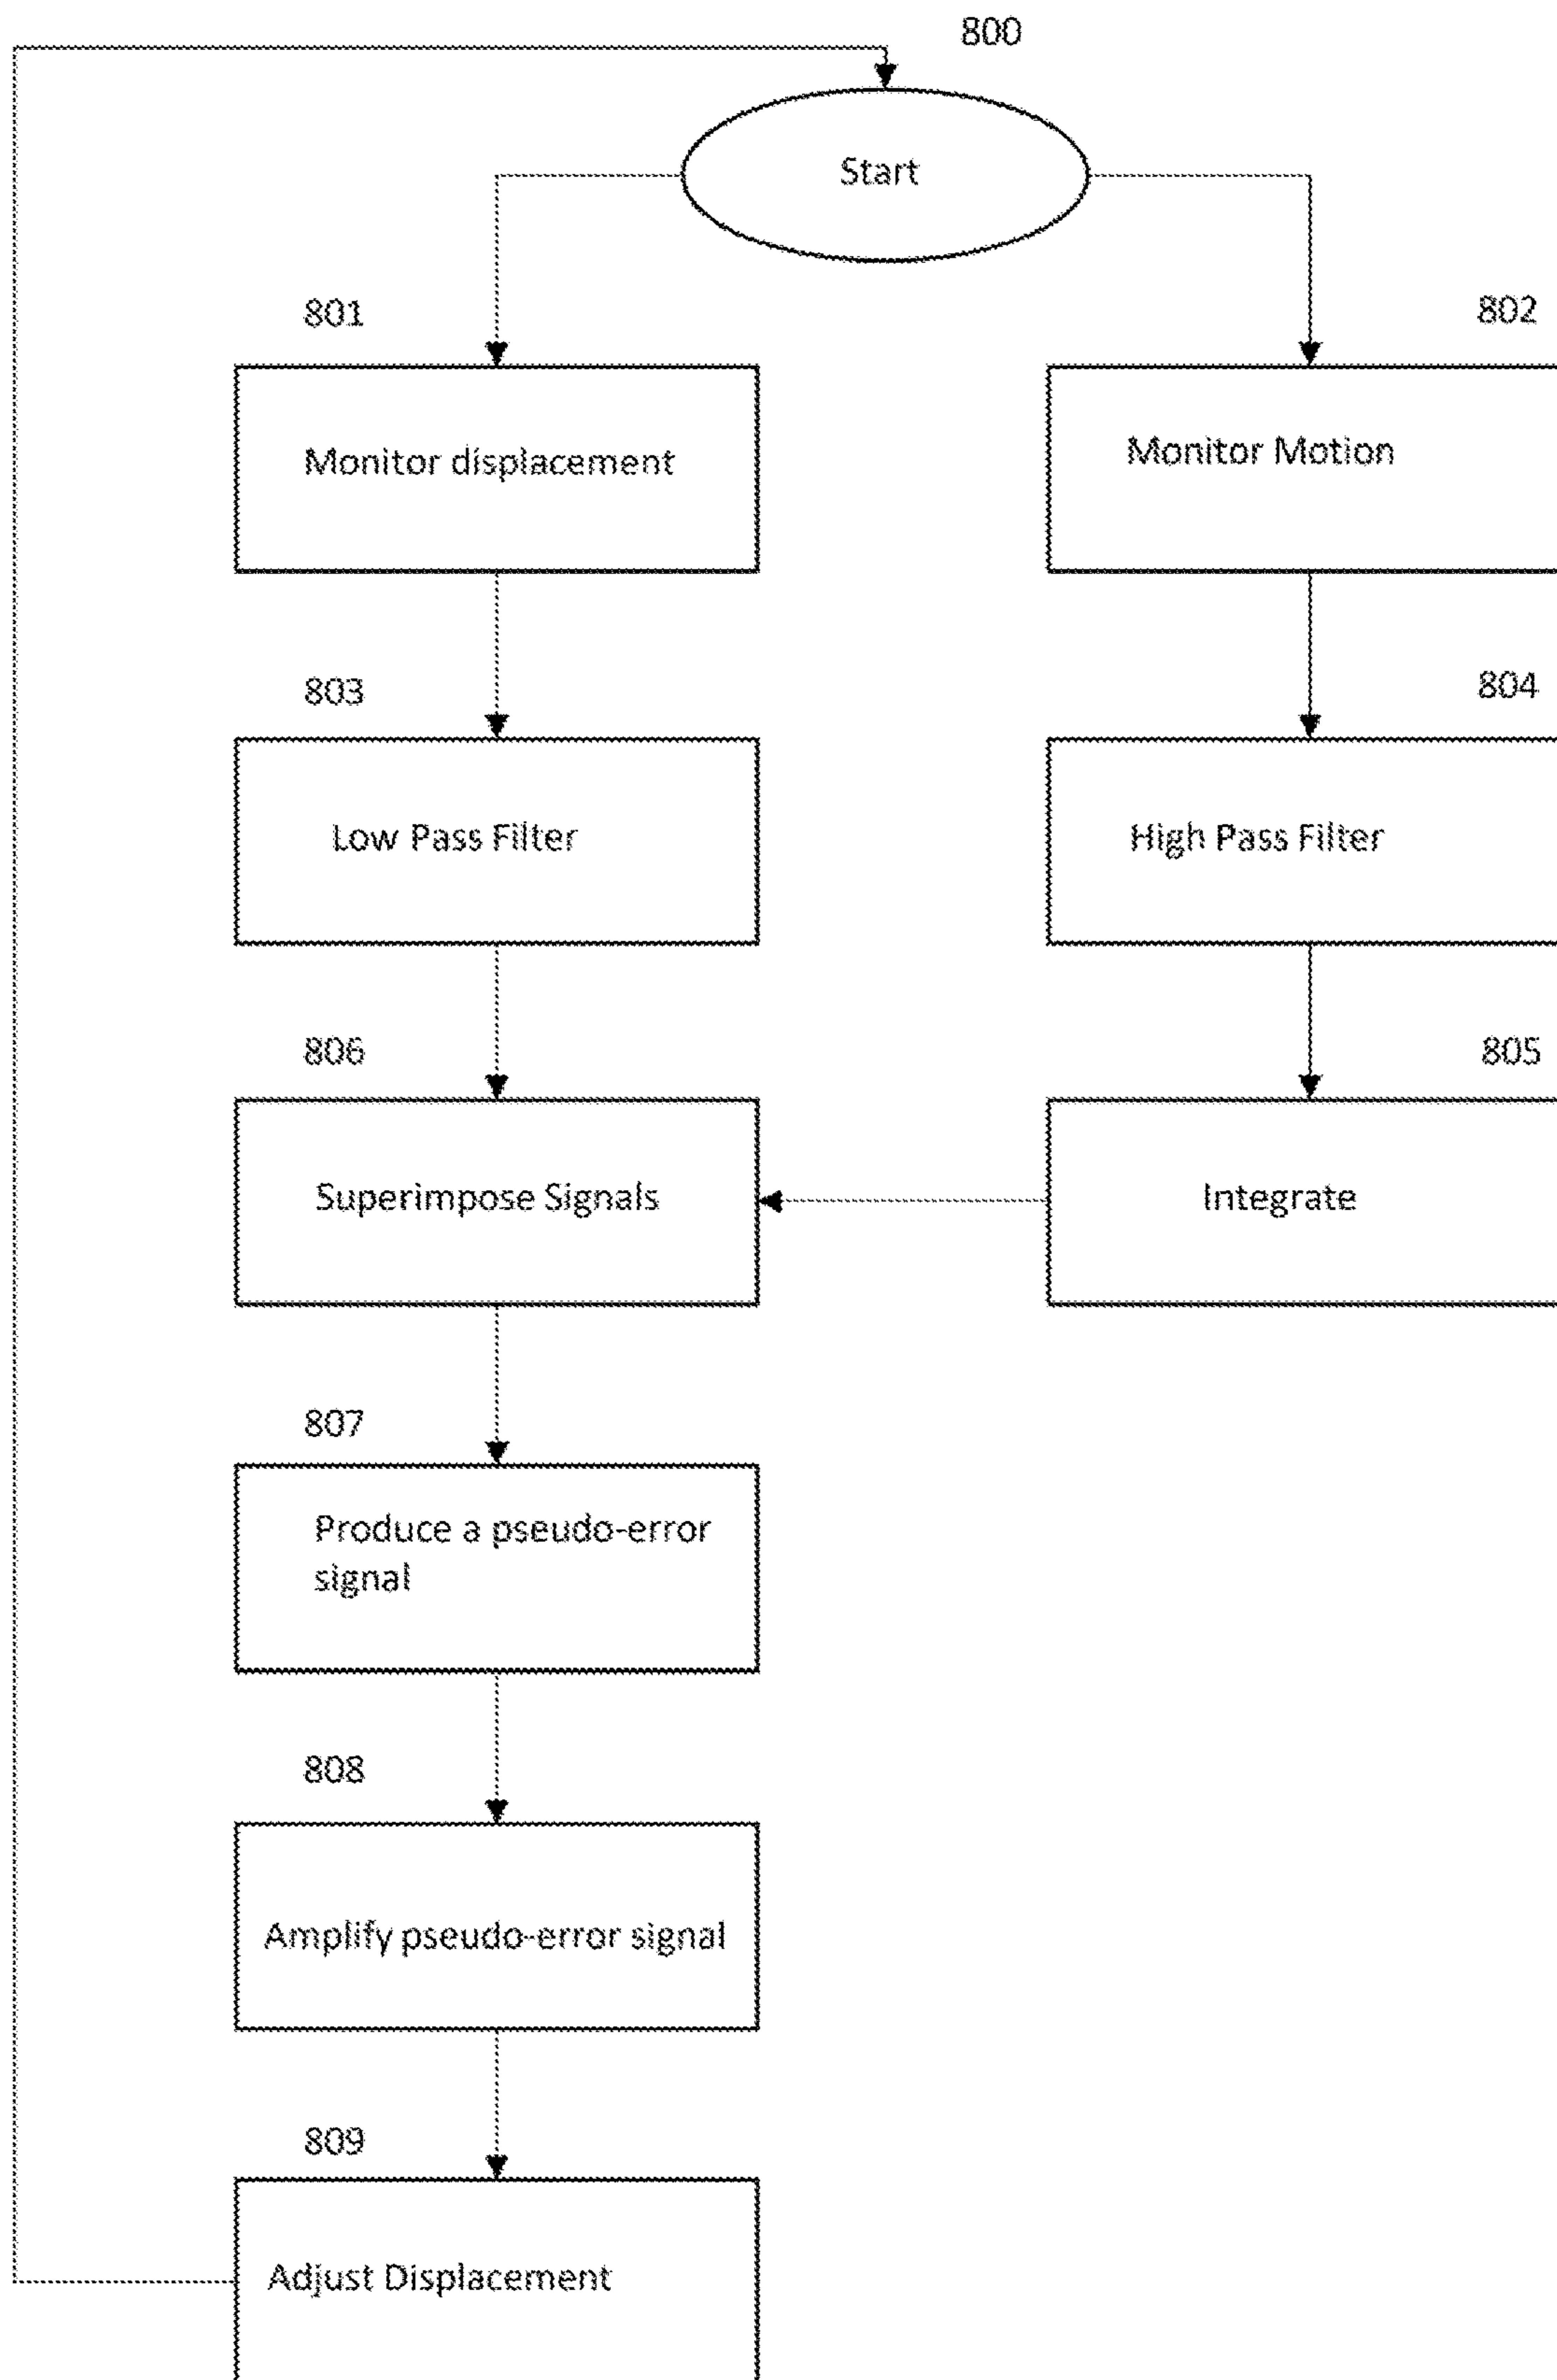 800
Start
801
802
Monitor displacement
Monitor Motion
803
804
Low Pass Filter
High Pass Filter
806
805
Superimpose Signals
Integrate
807
Produce a pseudo-error
signal
808
Amplify pseudo-error signal
809
Adjust Displacement